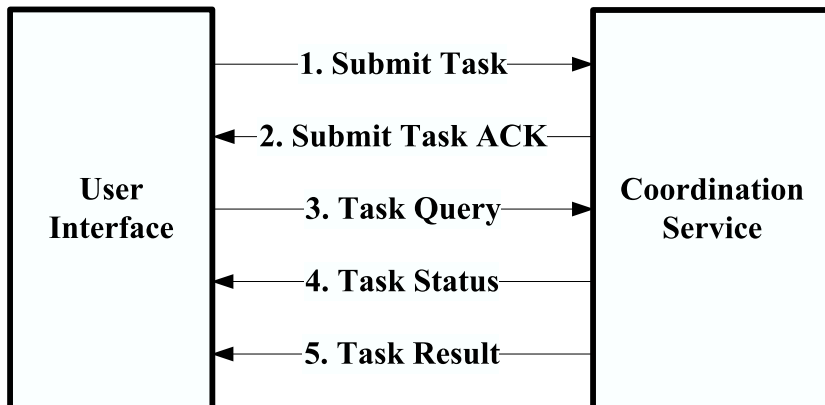 1. Submit Task
2. Submit Task ACK
User
Interface
3. Task Query
Coordination
Service
4. Task Status
5. Task Result